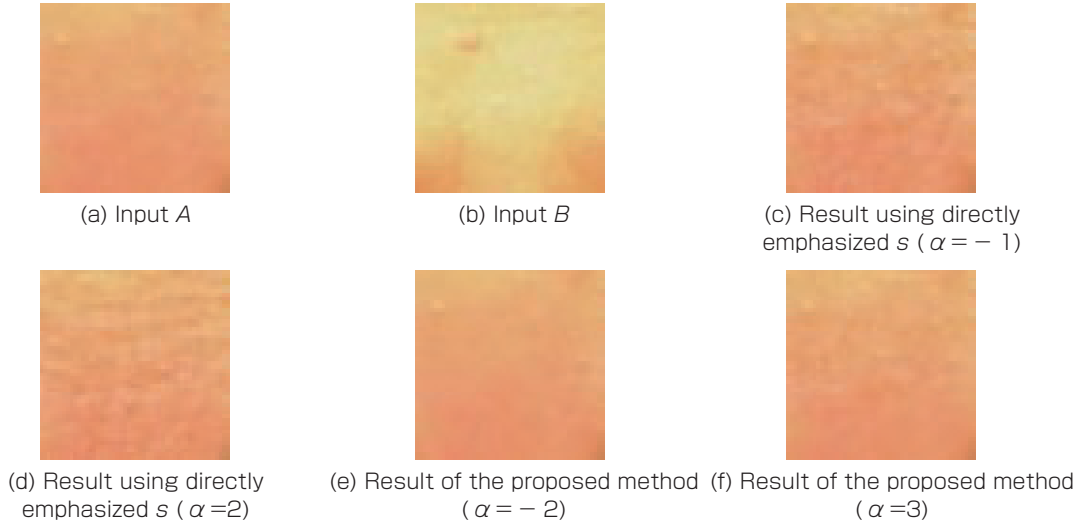 (a) Input A
(b) Input B
(c) Result using directly
emphasized s ( α = − 1)
(d) Result using directly
emphasized s ( α =2)
(e) Result of the proposed method
( α = − 2)
(f) Result of the proposed method
( α =3)